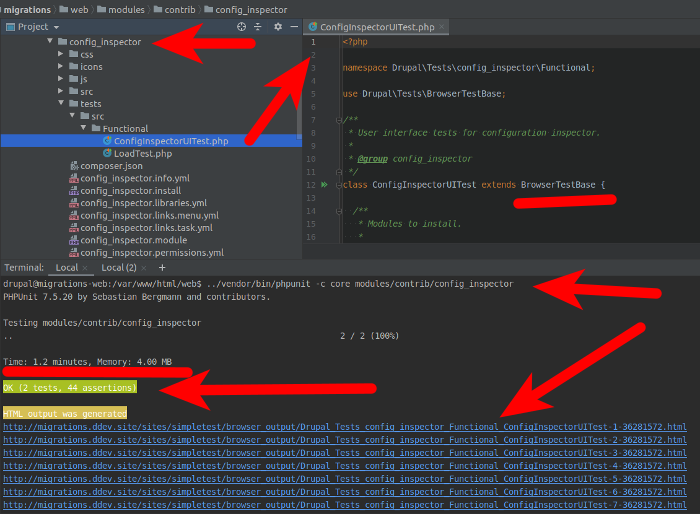 migrations web modules contrib config_inspector
Project
config_inspector
css
icons
js
src
tests
src
Functional
ConfigInspectorUITest.php
LoadTest.php
composer.json
config_inspector.info.yml
config_inspector.install
config_inspector.libraries.yml
config_inspector.links.menu.yml
config_inspector.links.task.yml
config_inspector.module
config_inspector.permissions.yml
ConfigInspectorUITest.php
1 <?php
2
3 namespace Drupal\Tests\config_inspector\Functional;
4
5 use Drupal\Tests\BrowserTestBase;
6
7 /**
8 * User interface tests for configuration inspector.
9 *
10 * @group config_inspector
11 */
12 class ConfigInspectorUITest extends BrowserTestBase {
13
14 /**
15 * Modules to install.
16 *
Terminal: Local × Local (2) × +
drupal@migrations-web:/var/www/html/web$ ../vendor/bin/phpunit -c core modules/contrib/config_inspector
PHPUnit 7.5.20 by Sebastian Bergmann and contributors.
Testing modules/contrib/config_inspector
.. 2 / 2 (100%)
Time: 1.2 minutes, Memory: 4.00 MB
OK (2 tests, 44 assertions)
HTML output was generated
http://migrations.ddev.site/sites/simpletest/browser_output/Drupal_Tests_config_inspector_Functional_ConfigInspectorUITest-1-36281572.html
http://migrations.ddev.site/sites/simpletest/browser_output/Drupal_Tests_config_inspector_Functional_ConfigInspectorUITest-2-36281572.html
http://migrations.ddev.site/sites/simpletest/browser_output/Drupal_Tests_config_inspector_Functional_ConfigInspectorUITest-3-36281572.html
http://migrations.ddev.site/sites/simpletest/browser_output/Drupal_Tests_config_inspector_Functional_ConfigInspectorUITest-4-36281572.html
http://migrations.ddev.site/sites/simpletest/browser_output/Drupal_Tests_config_inspector_Functional_ConfigInspectorUITest-5-36281572.html
http://migrations.ddev.site/sites/simpletest/browser_output/Drupal_Tests_config_inspector_Functional_ConfigInspectorUITest-6-36281572.html
http://migrations.ddev.site/sites/simpletest/browser_output/Drupal_Tests_config_inspector_Functional_ConfigInspectorUITest-7-36281572.html